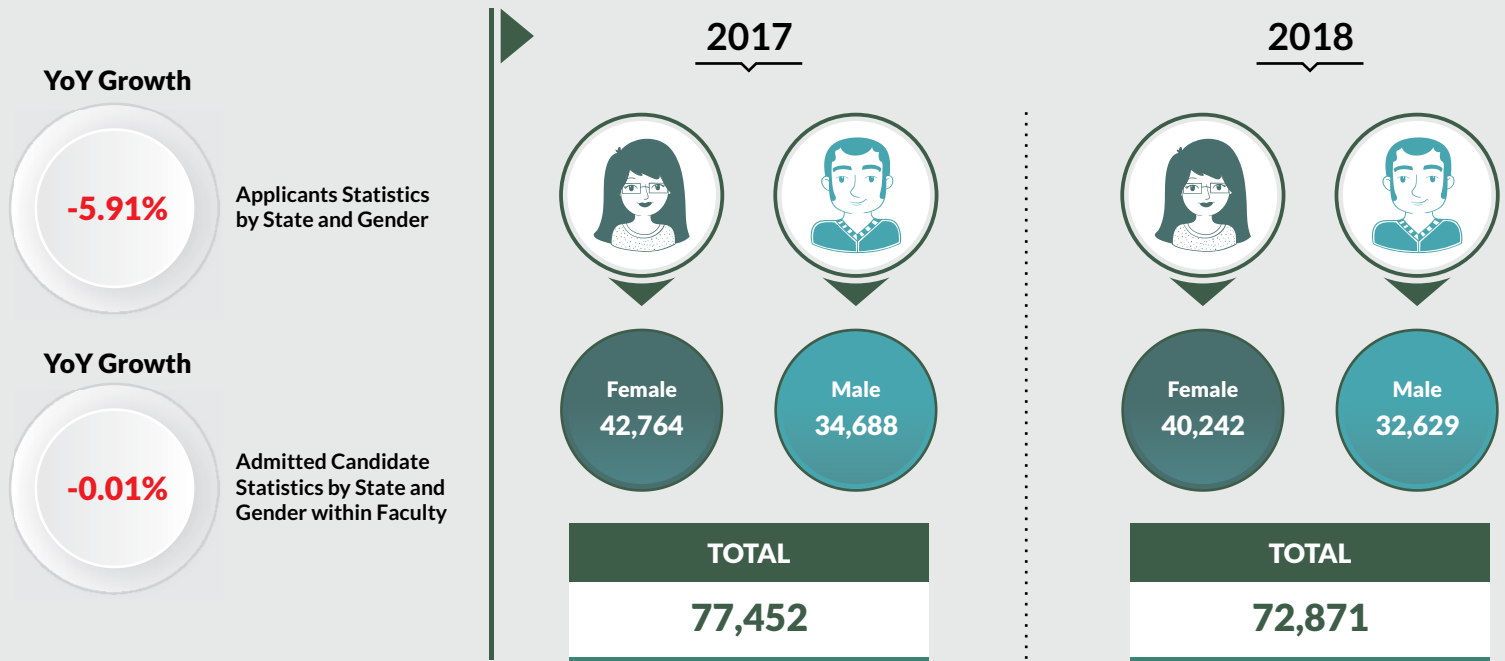 YoY Growth
-5.91%
Applicants Statistics
by State and Gender
YoY Growth
-0.01%
Admitted Candidate
Statistics by State and
Gender within Faculty
2017
Female
42,764
Male
34,688
TOTAL
77,452
2018
Female
40,242
Male
32,629
TOTAL
72,871